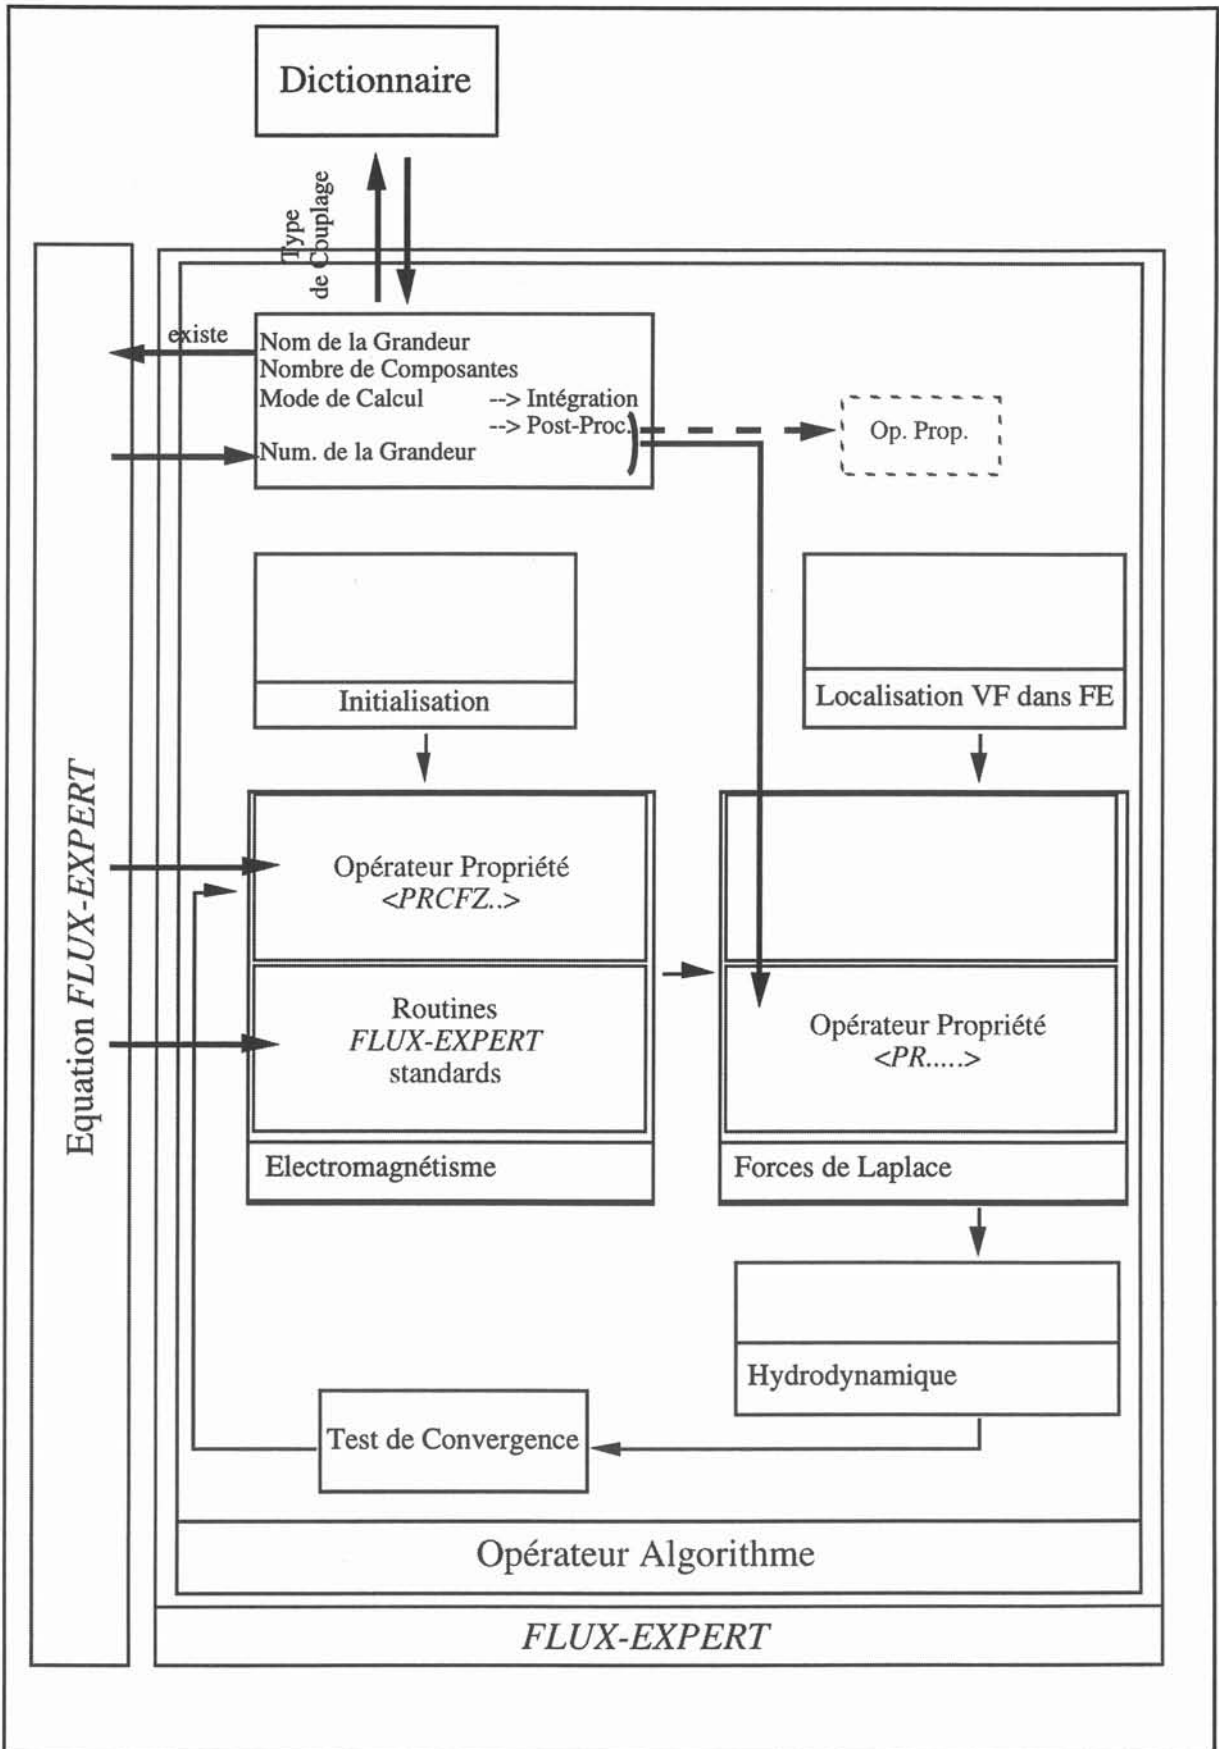 Dictionnaire
Type
de Couplage
existe
Nom de la Grandeur
Nombre de Composantes
Mode de Calcul --> Intégration
--> Post-Proc.
Num. de la Grandeur
Op. Prop.
Initialisation
Localisation VF dans FE
Equation FLUX-EXPERT
Opérateur Propriété
<PRCFZ..>
Routines
FLUX-EXPERT
standards
Electromagnétisme
Opérateur Propriété
<PR.....>
Forces de Laplace
Hydrodynamique
Test de Convergence
Opérateur Algorithme
FLUX-EXPERT